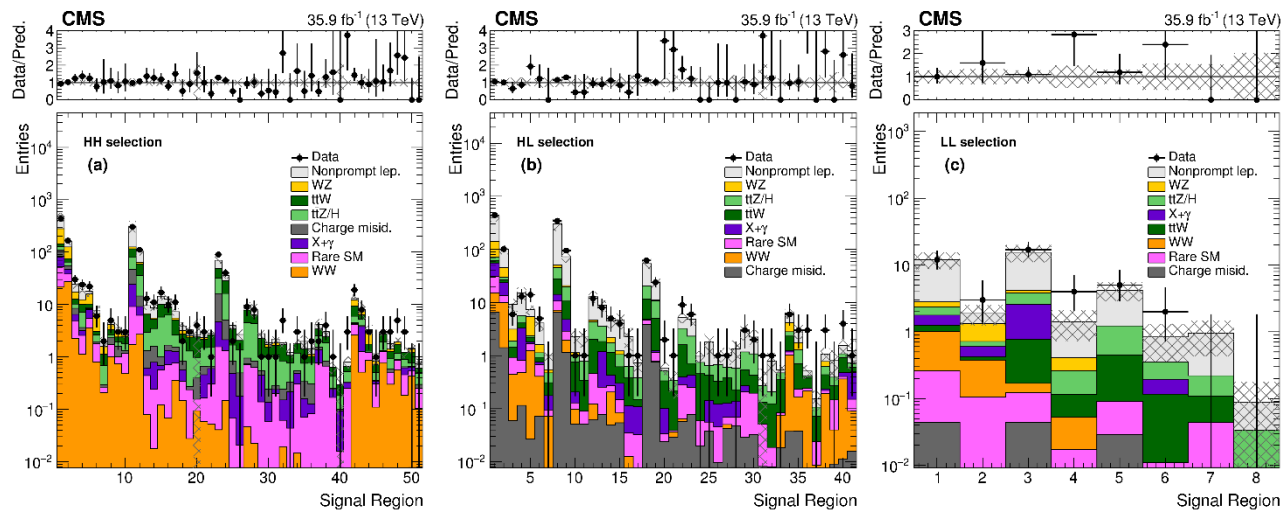 CMS 35.9 fb⁻¹ (13 TeV)
Data/Pred.
4
3
2
1
0
Entries
10⁴
10³
10²
10
1
10⁻¹
10⁻²
HH selection
(a)
Data
Nonprompt lep.
WZ
ttW
ttZ/H
Charge misid.
X+γ
Rare SM
WW
10 20 30 40 50
Signal Region
CMS 35.9 fb⁻¹ (13 TeV)
Data/Pred.
4
3
2
1
0
Entries
10⁴
10³
10²
10
1
10⁻¹
10⁻²
HL selection
(b)
Data
Nonprompt lep.
WZ
ttZ/H
ttW
X+γ
Rare SM
WW
Charge misid.
5 10 15 20 25 30 35 40
Signal Region
CMS 35.9 fb⁻¹ (13 TeV)
Data/Pred.
3
2
1
0
Entries
10³
10²
10
1
10⁻¹
10⁻²
LL selection
(c)
Data
Nonprompt lep.
WZ
ttZ/H
X+γ
ttW
WW
Rare SM
Charge misid.
1 2 3 4 5 6 7 8
Signal Region